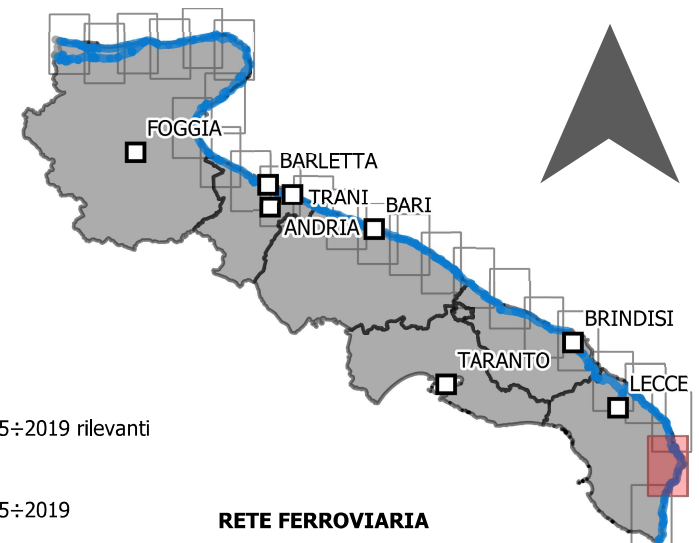 FOGGIA
BARLETTA
TRANI
BARI
ANDRIA
BRINDISI
TARANTO
LECCE
5÷2019 rilevanti
5÷2019
RETE FERROVIARIA